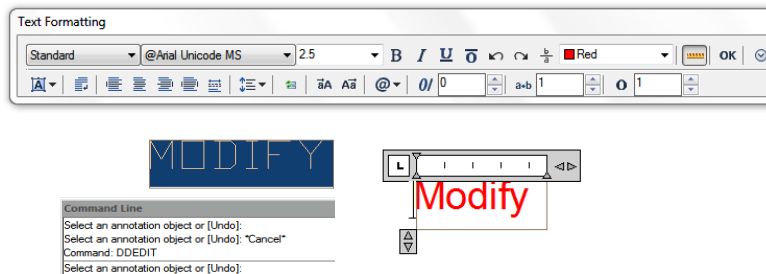 Text Formatting
Standard @Arial Unicode MS 2.5 B I U O Red OK
A aA Aa @ 0/ 0 a•b 1 O 1
MODIFY
L
Modify
Command Line
Select an annotation object or [Undo]:
Select an annotation object or [Undo]: *Cancel*
Command: DDEDIT
Select an annotation object or [Undo]: